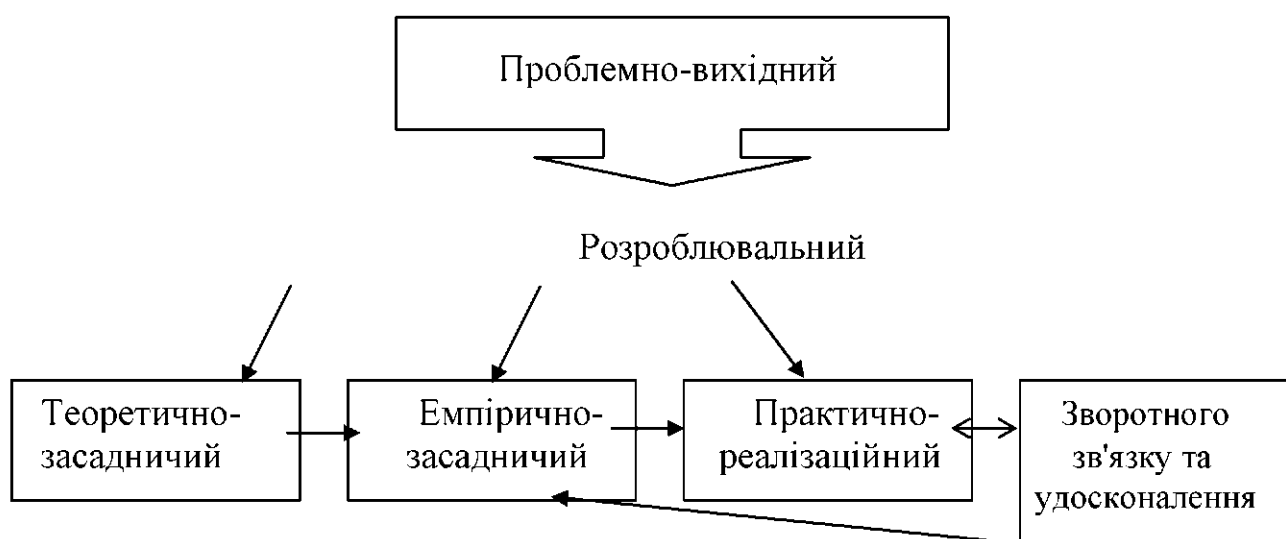 Проблемно-вихідний
Розроблювальний
Теоретично-
засадничий
Емпірично-
засадничий
Практично-
реалізаційний
Зворотного
зв'язку та
удосконалення